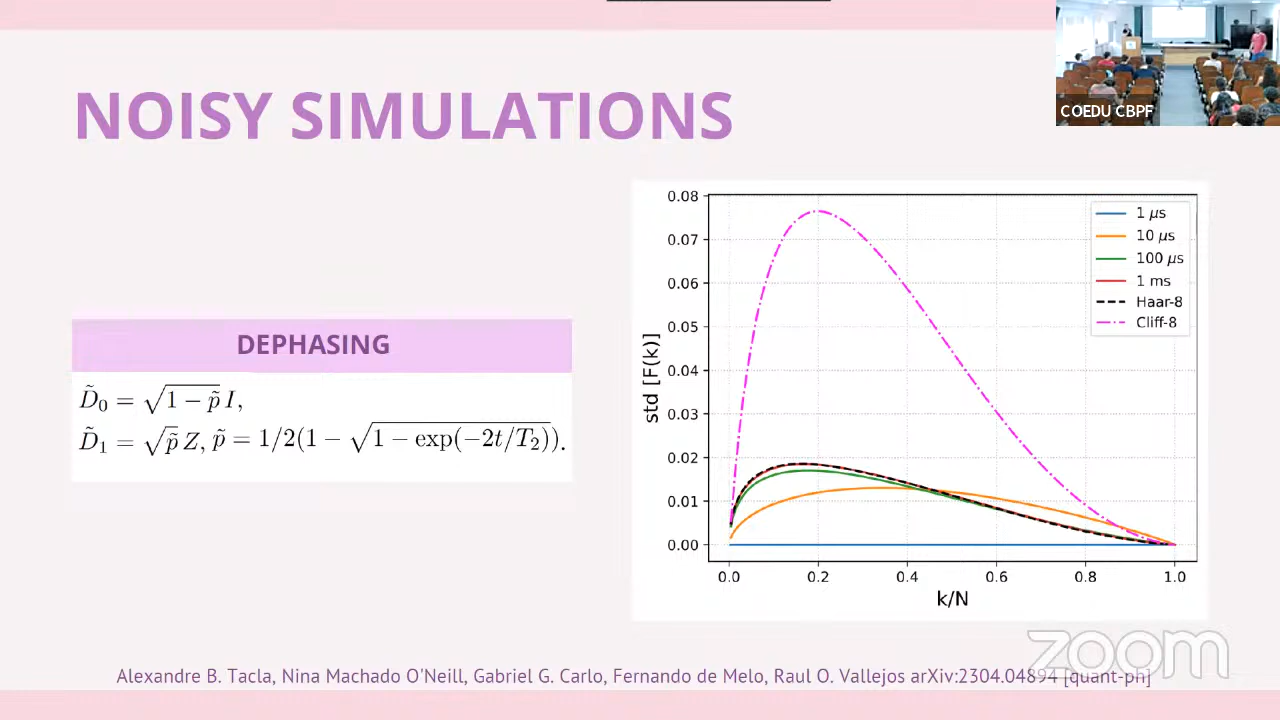 COEDU CBPF
NOISY SIMULATIONS
DEPHASING
D̃₀ = √(1 − p̃) I,
D̃₁ = √p̃ Z, p̃ = 1/2(1 − √(1 − exp(−2t/T₂))).
std [F(k)]
0.08
0.07
0.06
0.05
0.04
0.03
0.02
0.01
0.00
1 μs
10 μs
100 μs
1 ms
Haar-8
Cliff-8
0.0 0.2 0.4 0.6 0.8 1.0
k/N
zoom
Alexandre B. Tacla, Nina Machado O'Neill, Gabriel G. Carlo, Fernando de Melo, Raul O. Vallejos arXiv:2304.04894 [quant-ph]